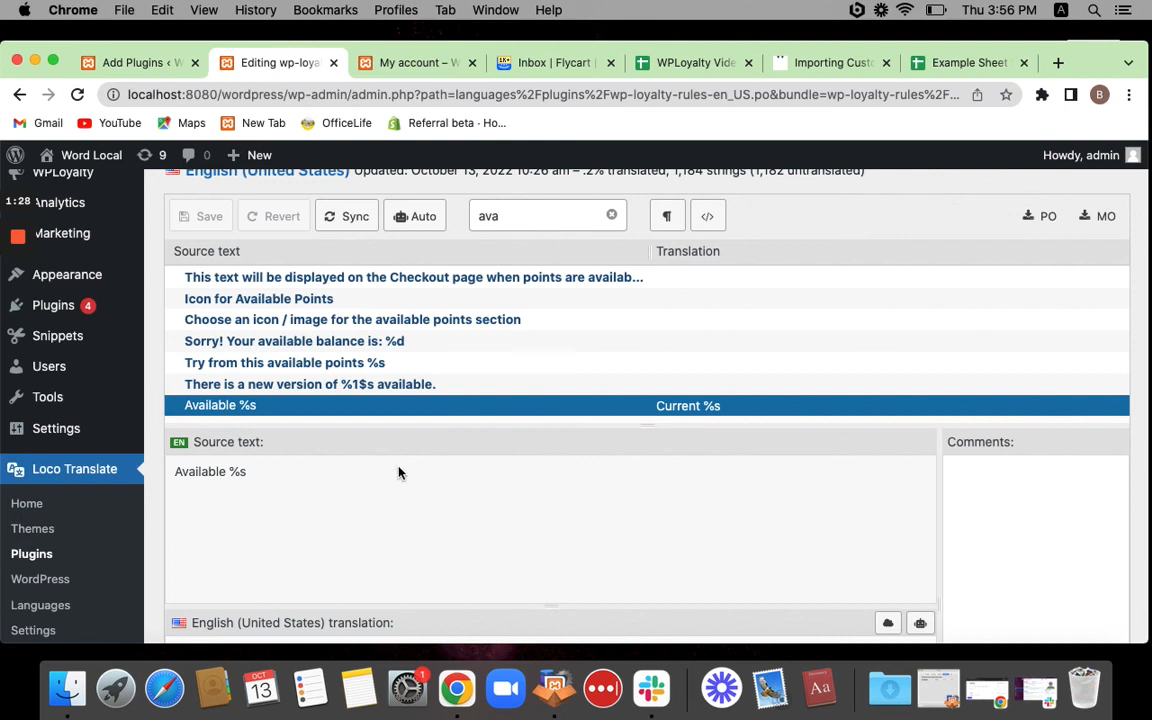 Chrome File Edit View History Bookmarks Profiles Tab Window Help Thu 3:56 PM A
Add Plugins ‹ W Editing wp-loya My account – W Inbox | Flycart WPLoyalty Vide Importing Custo Example Sheet
localhost:8080/wordpress/wp-admin/admin.php?path=languages%2Fplugins%2Fwp-loyalty-rules-en_US.po&bundle=wp-loyalty-rules%2F... B
Gmail YouTube Maps New Tab OfficeLife Referral beta - Ho...
Word Local 9 0 New Howdy, admin
WPLoyalty
1:28 Analytics
Marketing
Appearance
Plugins 4
Snippets
Users
Tools
Settings
Loco Translate
Home
Themes
Plugins
WordPress
Languages
Settings
English (United States) Updated: October 13, 2022 10:26 am – .2% translated, 1,184 strings (1,182 untranslated)
Save Revert Sync Auto ava ¶ </> PO MO
Source text Translation
This text will be displayed on the Checkout page when points are availab...
Icon for Available Points
Choose an icon / image for the available points section
Sorry! Your available balance is: %d
Try from this available points %s
There is a new version of %1$s available.
Available %s Current %s
EN Source text: Comments:
Available %s
English (United States) translation:
1K+
OCT
13
1
Aa